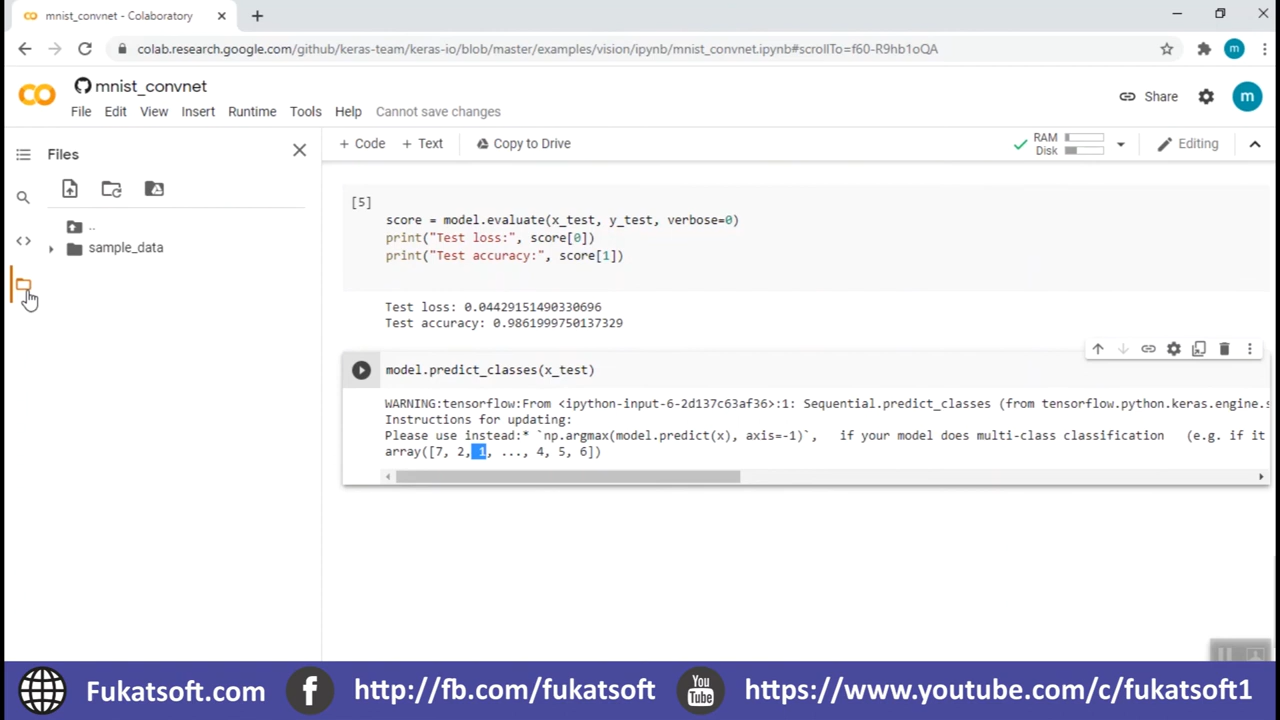 mnist_convnet - Colaboratory
colab.research.google.com/github/keras-team/keras-io/blob/master/examples/vision/ipynb/mnist_convnet.ipynb#scrollTo=f60-R9hb1oQA
m
mnist_convnet
File Edit View Insert Runtime Tools Help Cannot save changes
Share
m
Files
+ Code + Text Copy to Drive
RAM
Disk
Editing
..
sample_data
[5]
score = model.evaluate(x_test, y_test, verbose=0)
print("Test loss:", score[0])
print("Test accuracy:", score[1])
Test loss: 0.04429151490330696
Test accuracy: 0.9861999750137329
model.predict_classes(x_test)
WARNING:tensorflow:From <ipython-input-6-2d137c63af36>:1: Sequential.predict_classes (from tensorflow.python.keras.engine.s
Instructions for updating:
Please use instead:* `np.argmax(model.predict(x), axis=-1)`, if your model does multi-class classification (e.g. if it
array([7, 2, 1, ..., 4, 5, 6])
Fukatsoft.com
f
http://fb.com/fukatsoft
You
Tube
https://www.youtube.com/c/fukatsoft1